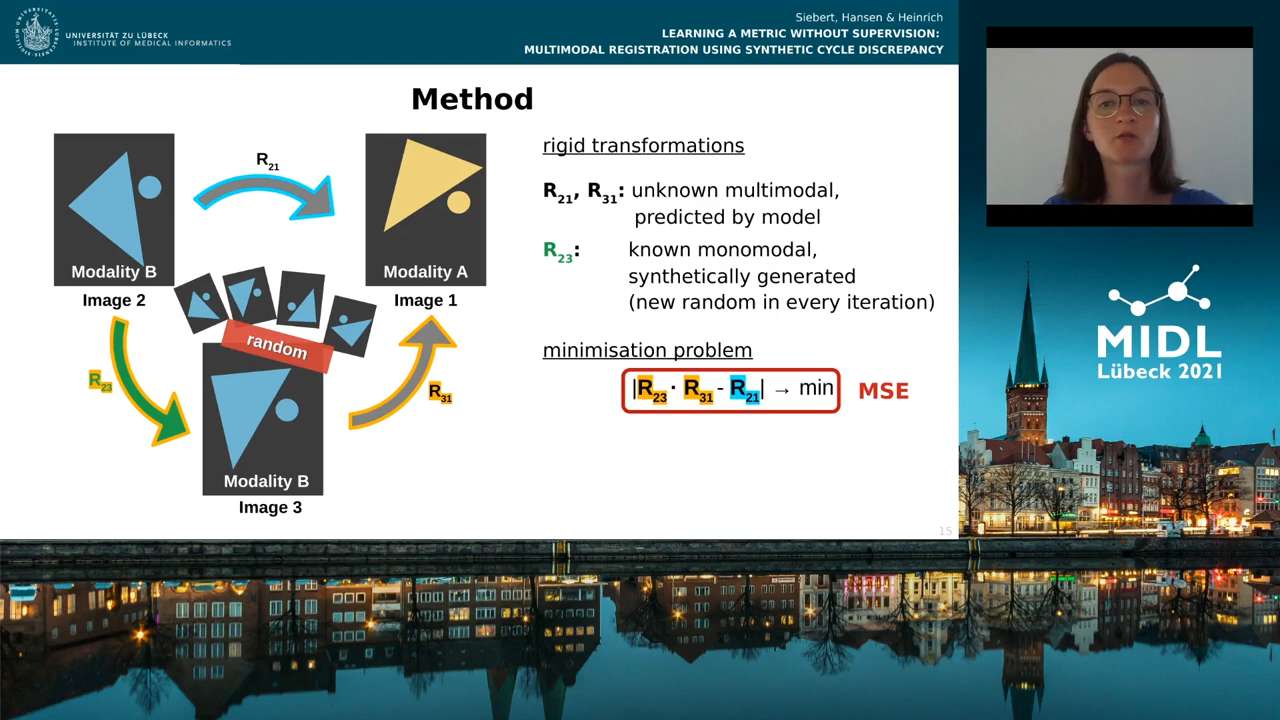 UNIVERSITÄT ZU LÜBECK
INSTITUTE OF MEDICAL INFORMATICS
Siebert, Hansen & Heinrich
LEARNING A METRIC WITHOUT SUPERVISION:
MULTIMODAL REGISTRATION USING SYNTHETIC CYCLE DISCREPANCY
Method
R21
Modality B
Image 2
Modality A
Image 1
random
R23
R31
Modality B
Image 3
rigid transformations
R21, R31: unknown multimodal,
predicted by model
R23: known monomodal,
synthetically generated
(new random in every iteration)
minimisation problem
|R23 · R31 - R21| → min MSE
15
MIDL
Lübeck 2021